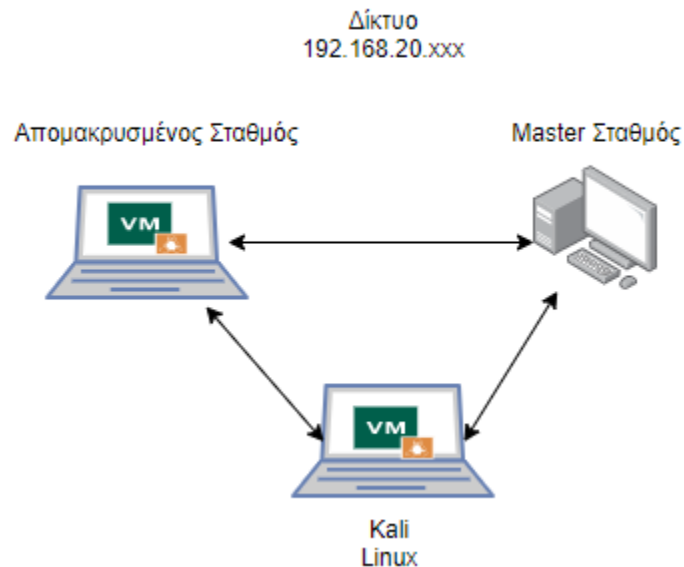 Δίκτυο
192.168.20.xxx
Απομακρυσμένος Σταθμός
Master Σταθμός
VM
VM
Kali
Linux